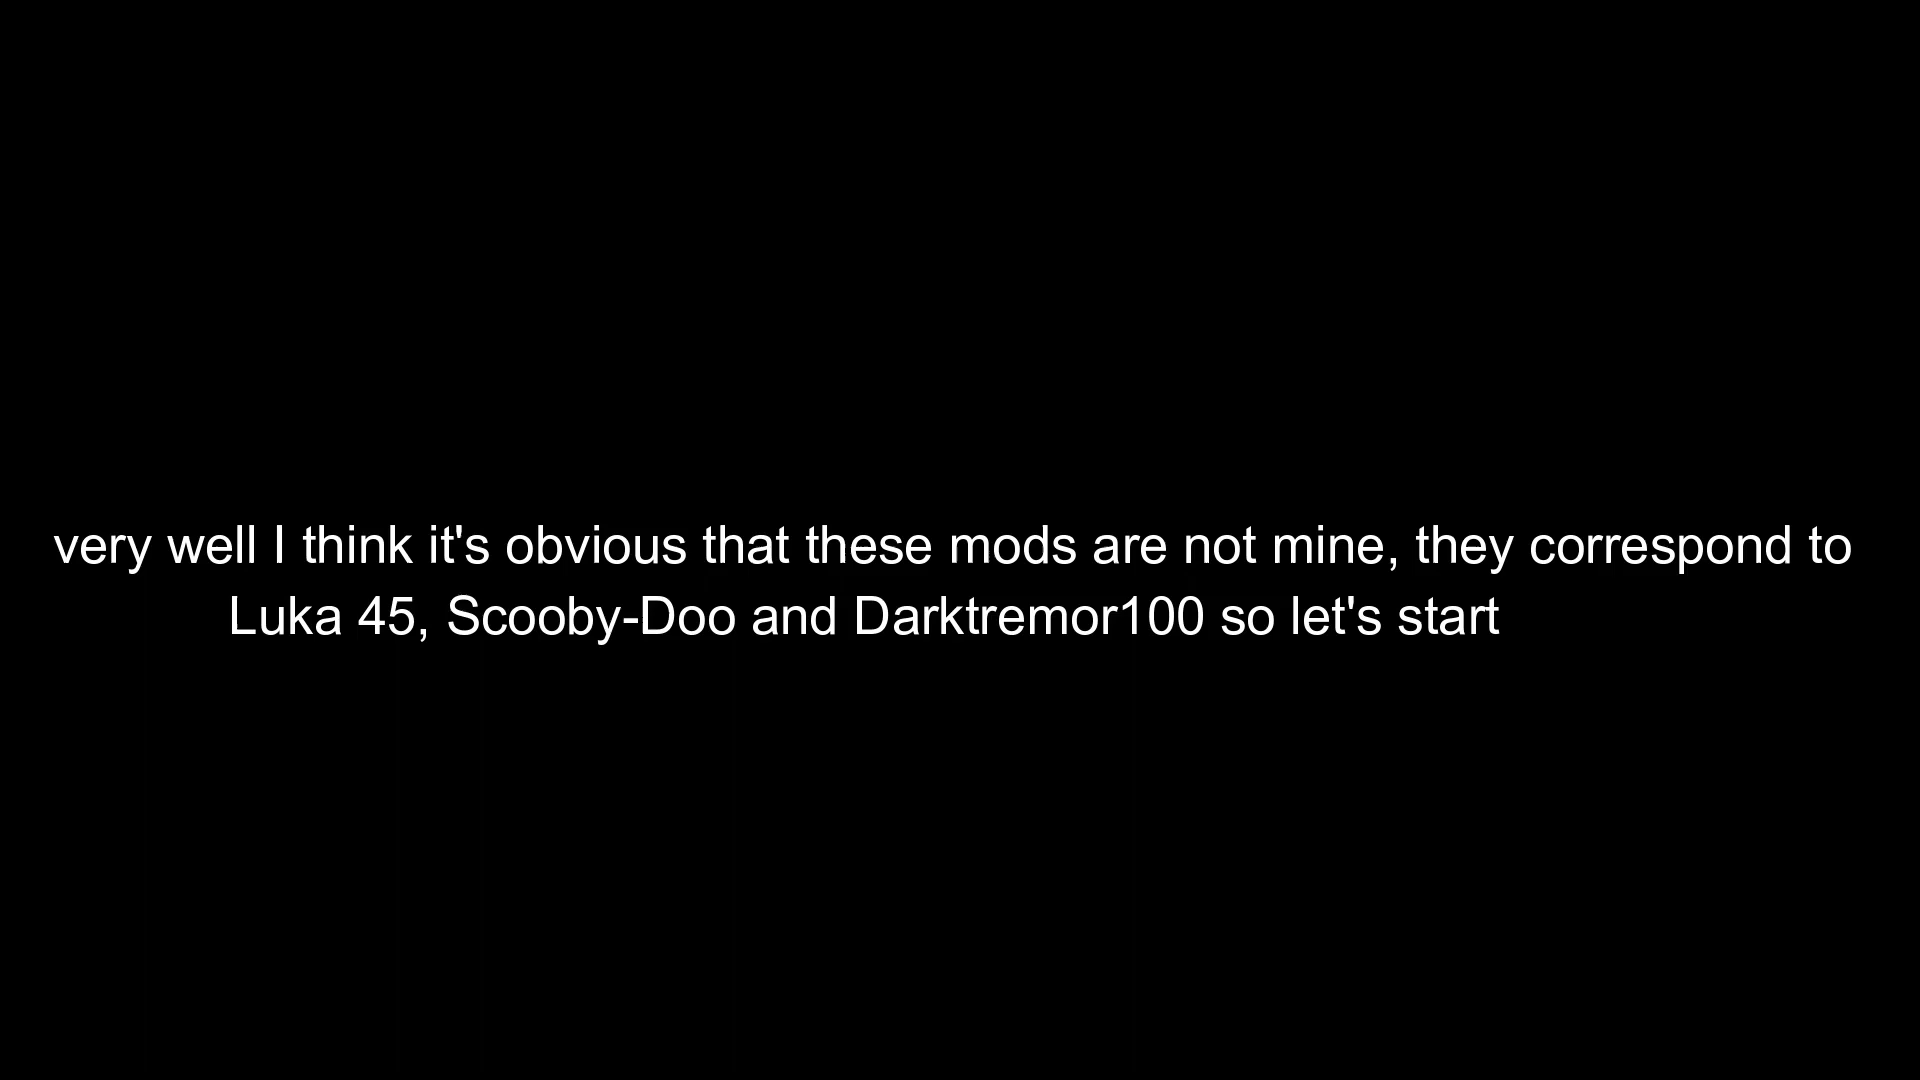 very well I think it's obvious that these mods are not mine, they correspond to
Luka 45, Scooby-Doo and Darktremor100 so let's start